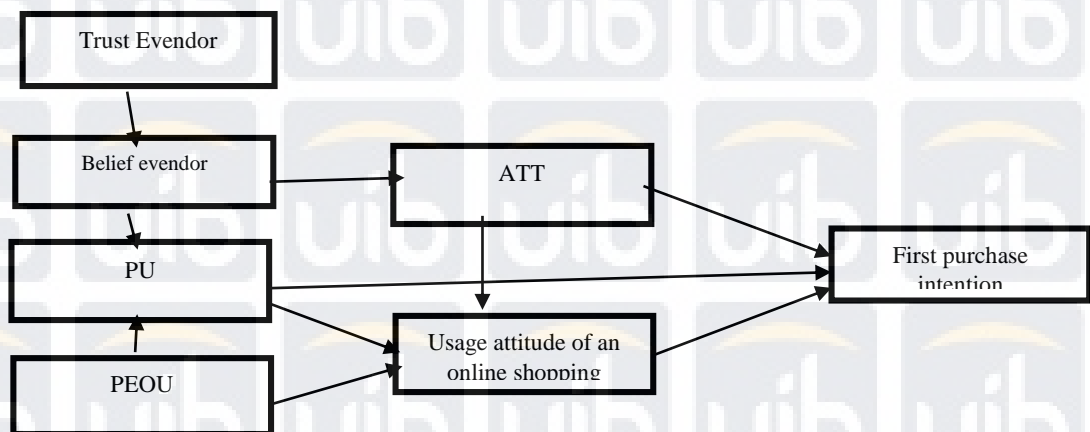 Trust Evendor
Belief evendor
ATT
PU
First purchase
intention
Usage attitude of an
online shopping
PEOU